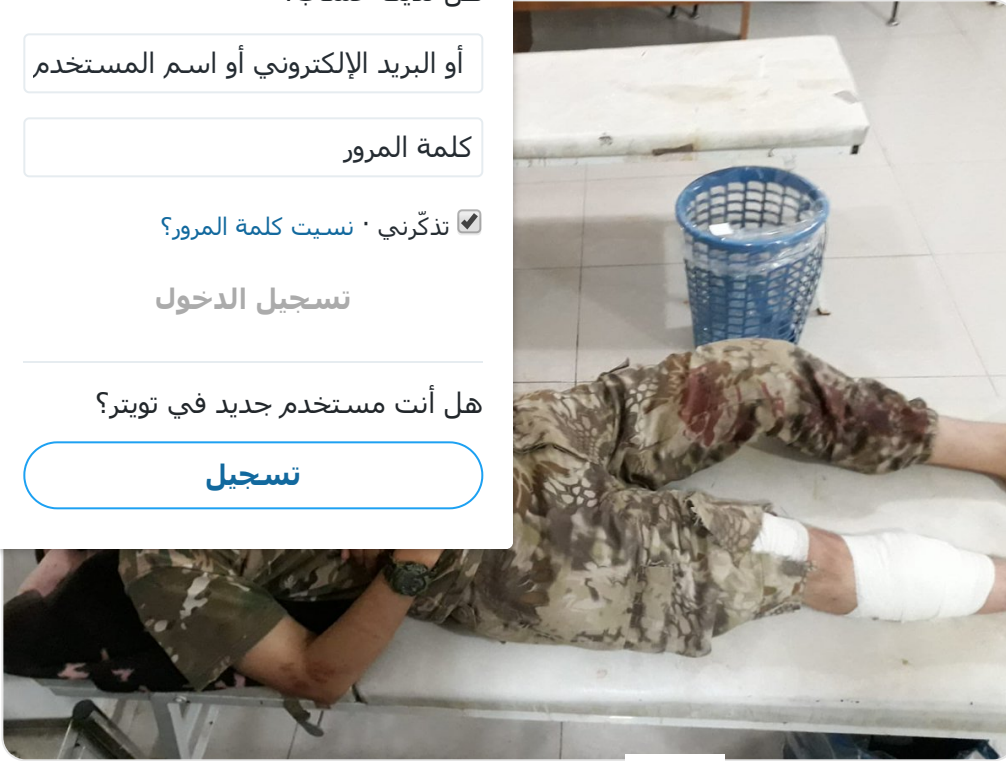 أو البريد الإلكتروني أو اسم المستخدم
كلمة المرور
تذكّرني · نسيت كلمة المرور؟
تسجيل الدخول
هل أنت مستخدم جديد في تويتر؟
تسجيل